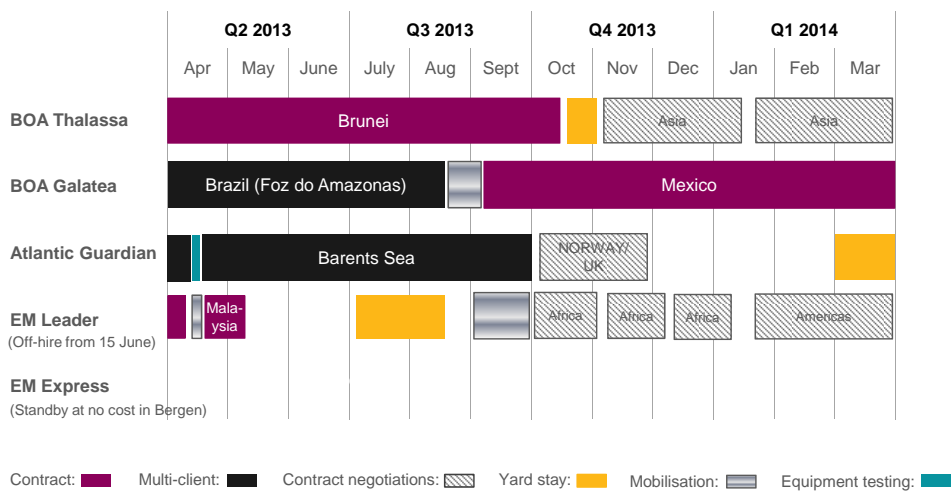 Q2 2013 Q3 2013 Q4 2013 Q1 2014
Apr May June July Aug Sept Oct Nov Dec Jan Feb Mar
BOA Thalassa Brunei Asia Asia
BOA Galatea Brazil (Foz do Amazonas) Mexico
Atlantic Guardian Barents Sea NORWAY/
UK
EM Leader Mala-
ysia Africa Africa Africa Americas
(Off-hire from 15 June)
EM Express
(Standby at no cost in Bergen)
Contract: Multi-client: Contract negotiations: Yard stay: Mobilisation: Equipment testing: